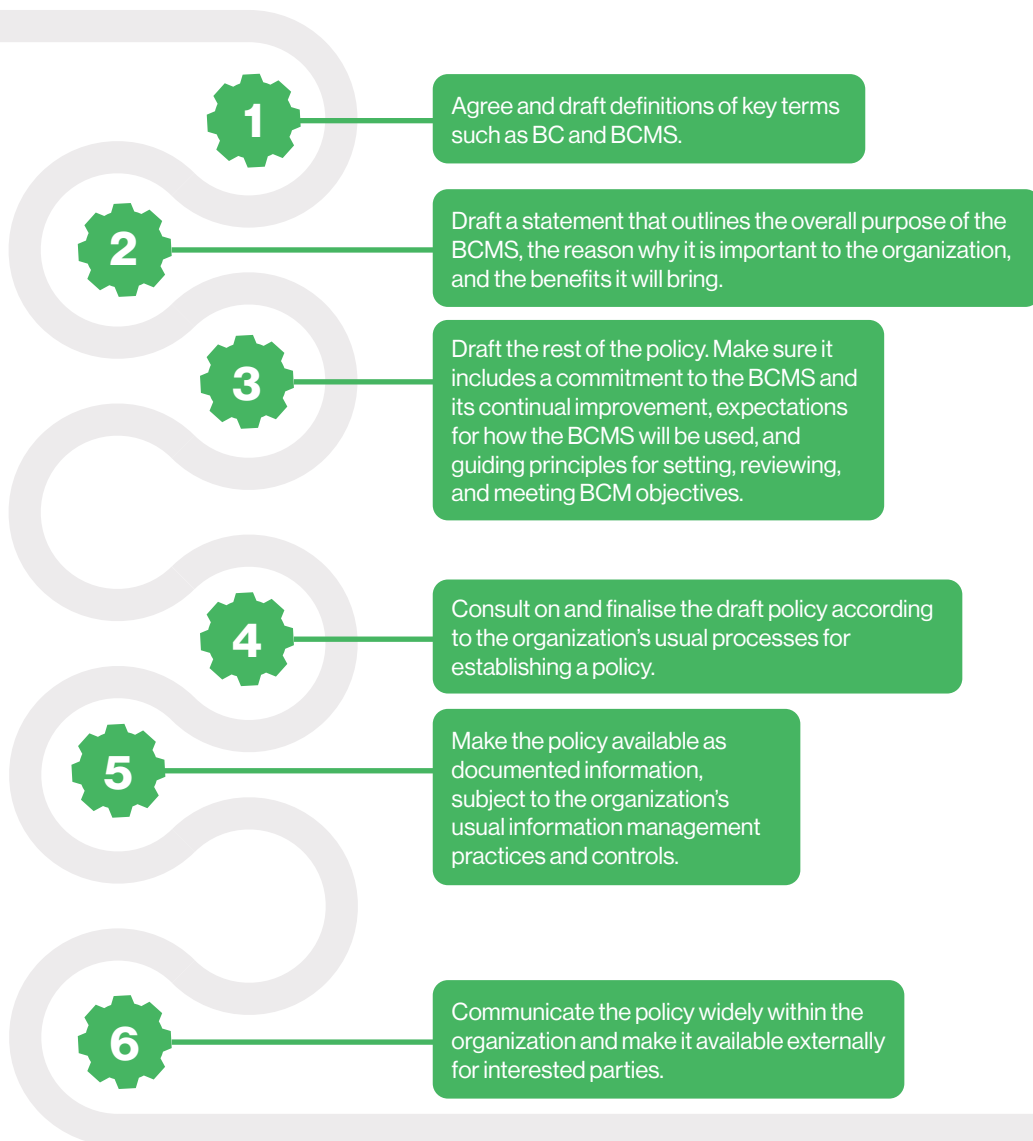 1
Agree and draft definitions of key terms
such as BC and BCMS.
2
Draft a statement that outlines the overall purpose of the
BCMS, the reason why it is important to the organization,
and the benefits it will bring.
3
Draft the rest of the policy. Make sure it
includes a commitment to the BCMS and
its continual improvement, expectations
for how the BCMS will be used, and
guiding principles for setting, reviewing,
and meeting BCM objectives.
4
Consult on and finalise the draft policy according
to the organization’s usual processes for
establishing a policy.
5
Make the policy available as
documented information,
subject to the organization’s
usual information management
practices and controls.
6
Communicate the policy widely within the
organization and make it available externally
for interested parties.